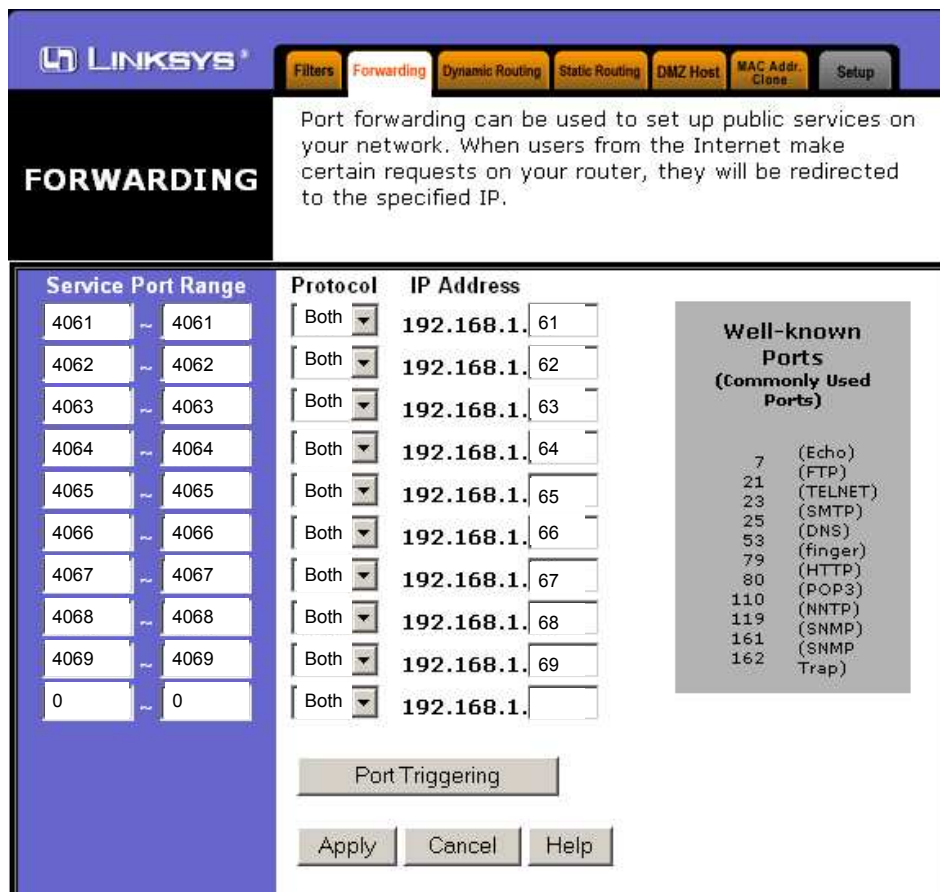 LINKSYS®
Filters Forwarding Dynamic Routing Static Routing DMZ Host MAC Addr. Clone Setup
FORWARDING
Port forwarding can be used to set up public services on
your network. When users from the Internet make
certain requests on your router, they will be redirected
to the specified IP.
Service Port Range Protocol IP Address
4061 ~ 4061 Both 192.168.1. 61
4062 ~ 4062 Both 192.168.1. 62
4063 ~ 4063 Both 192.168.1. 63
4064 ~ 4064 Both 192.168.1. 64
4065 ~ 4065 Both 192.168.1. 65
4066 ~ 4066 Both 192.168.1. 66
4067 ~ 4067 Both 192.168.1. 67
4068 ~ 4068 Both 192.168.1. 68
4069 ~ 4069 Both 192.168.1. 69
0 ~ 0 Both 192.168.1.
Well-known
Ports
(Commonly Used
Ports)
7 (Echo)
21 (FTP)
23 (TELNET)
25 (SMTP)
53 (DNS)
79 (finger)
80 (HTTP)
110 (POP3)
119 (NNTP)
161 (SNMP)
162 (SNMP
Trap)
Port Triggering
Apply Cancel Help